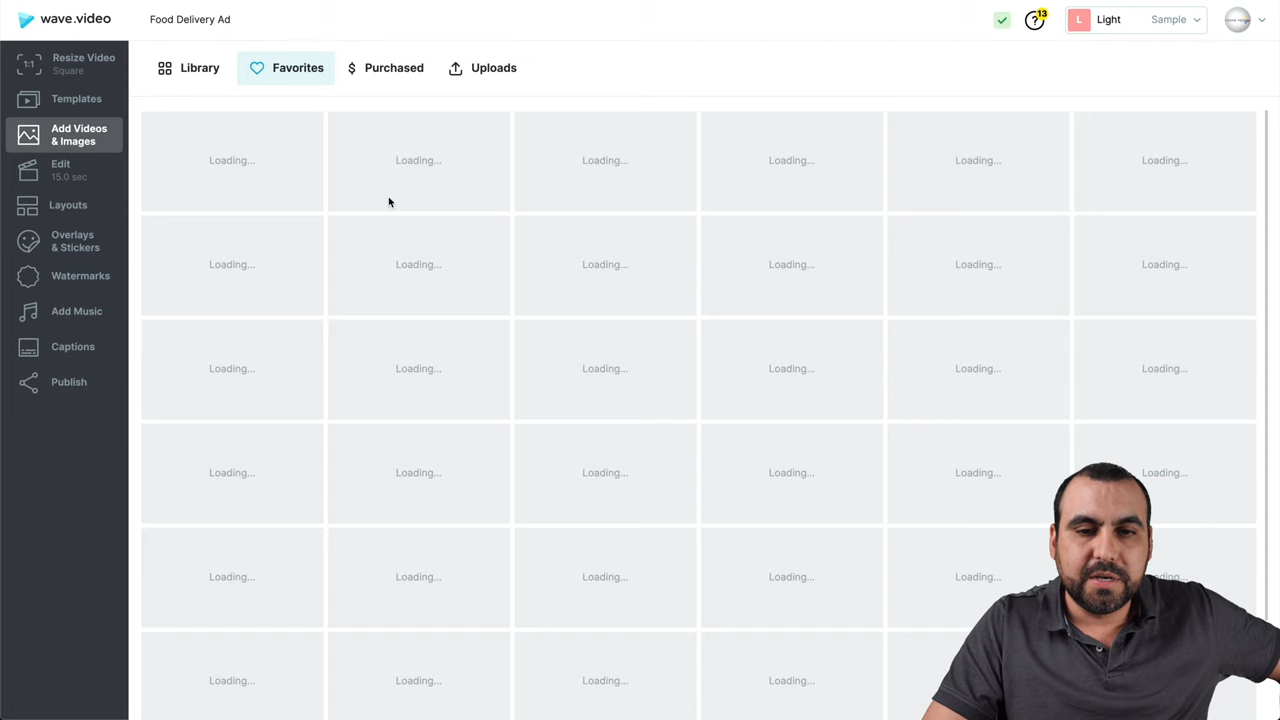 wave.video
Food Delivery Ad
13
L
Light
Sample
1:1
Resize Video
Square
Templates
Add Videos
& Images
Edit
15.0 sec
Layouts
Overlays
& Stickers
Watermarks
Add Music
Captions
Publish
Library
Favorites
Purchased
Uploads
Loading... Loading... Loading... Loading... Loading... Loading...
Loading... Loading... Loading... Loading... Loading... Loading...
Loading... Loading... Loading... Loading... Loading... Loading...
Loading... Loading... Loading... Loading... Loading... Loading...
Loading... Loading... Loading... Loading... Loading...
Loading... Loading... Loading... Loading...